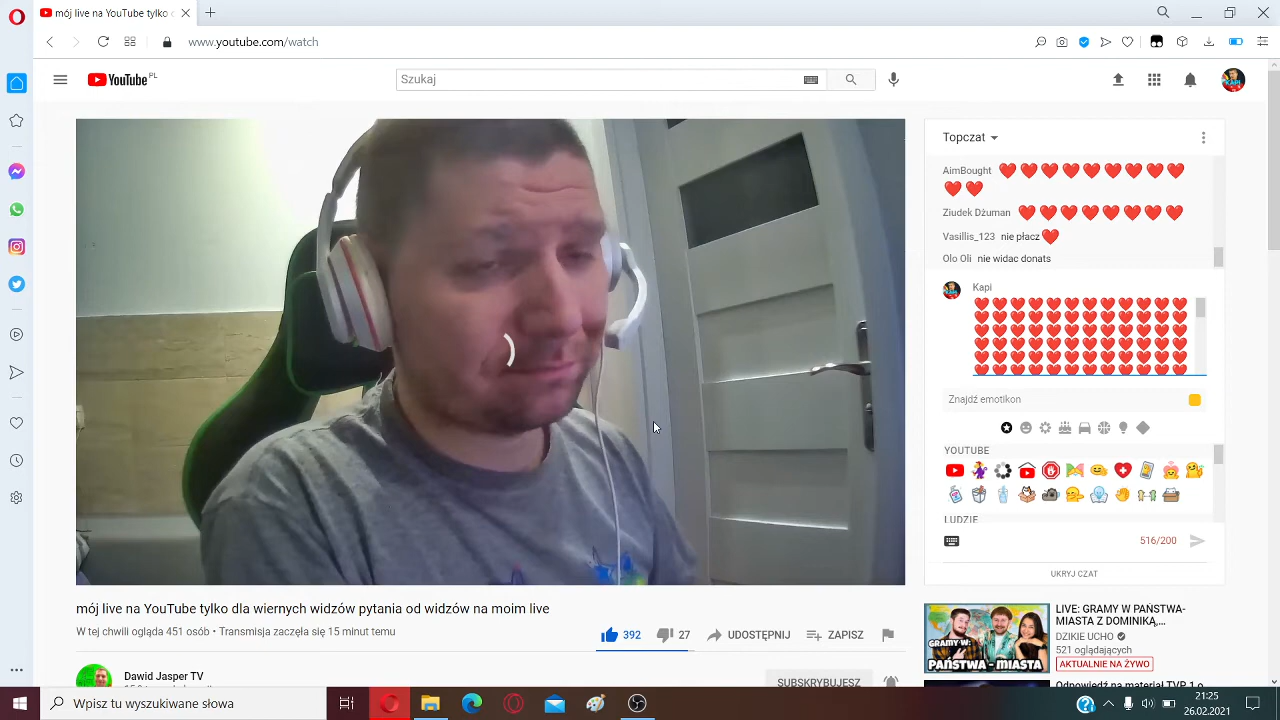 mój live na YouTube tylko
www.youtube.com/watch
YouTube PL
Szukaj
KAPI
Topczat
AimBought
Ziudek Dżuman
Vasillis_123 nie płacz
Olo Oli nie widac donats
Kapi
Znajdź emotikon
YOUTUBE
LUDZIE
516/200
UKRYJ CZAT
mój live na YouTube tylko dla wiernych widzów pytania od widzów na moim live
W tej chwili ogląda 451 osób • Transmisja zaczęła się 15 minut temu
392
27
UDOSTĘPNIJ
ZAPISZ
Dawid Jasper TV
SUBSKRYBUJESZ
GRAMY W:
PAŃSTWA - MIASTA
LIVE: GRAMY W PAŃSTWA-
MIASTA Z DOMINIKĄ,...
DZIKIE UCHO
521 oglądających
AKTUALNIE NA ŻYWO
Odpowiedź na materiał TVP 1 o
Wpisz tu wyszukiwane słowa
21:25
26.02.2021